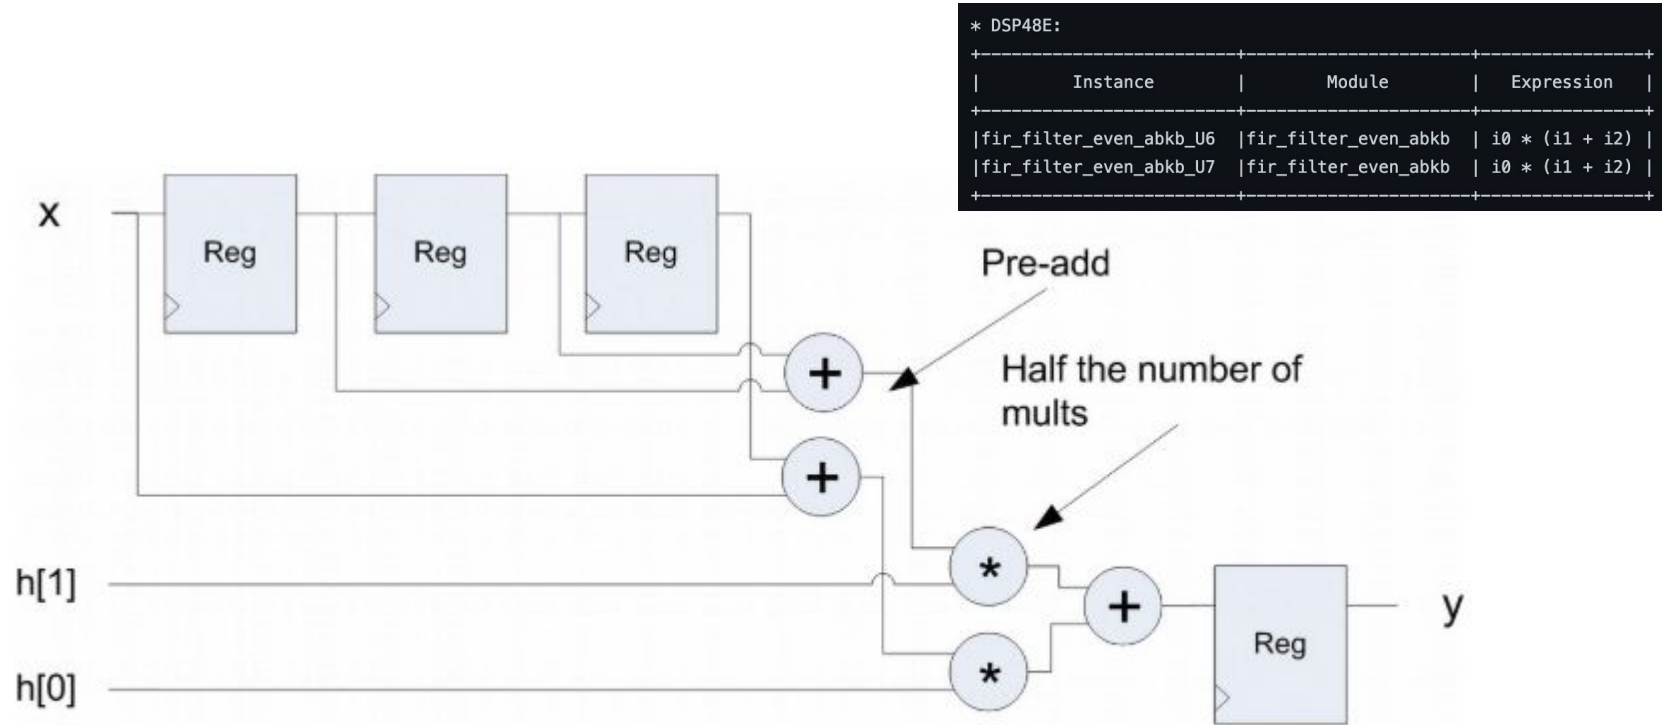 * DSP48E:
+-------------------------+----------------------+----------------+
|         Instance        |        Module        |   Expression   |
+-------------------------+----------------------+----------------+
|fir_filter_even_abkb_U6  |fir_filter_even_abkb  | i0 * (i1 + i2) |
|fir_filter_even_abkb_U7  |fir_filter_even_abkb  | i0 * (i1 + i2) |
+-------------------------+----------------------+----------------+
x
Reg
Reg
Reg
Pre-add
+
Half the number of
mults
+
*
h[1]
+
y
Reg
*
h[0]